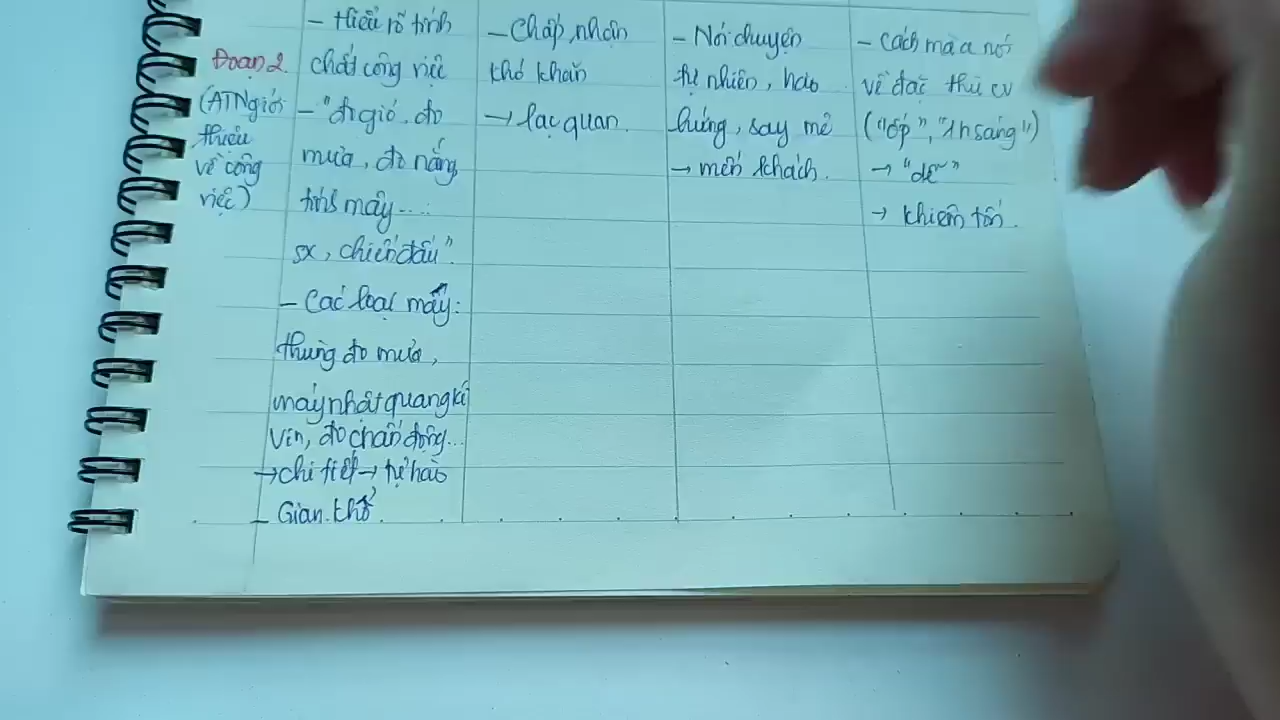 Đoạn 2
(ATN giới
thiệu
về công
việc)
- Hiểu rõ tính
chất công việc
- "đo gió, đo
mưa, đo nắng,
tính mây....
sx, chiến đấu".
- Các loại máy:
thùng đo mưa,
máy nhật quang kí
Vin, đo chấn động...
→ chi tiết → tự hào
- Gian khổ.
- Chấp nhận
khó khăn
→ lạc quan.
- Nói chuyện
tự nhiên, hào
hứng, say mê
→ mến khách.
- Cách mà a nói
về đặc thù cv
("ốp", "1h sáng")
→ "dễ"
→ khiêm tốn.